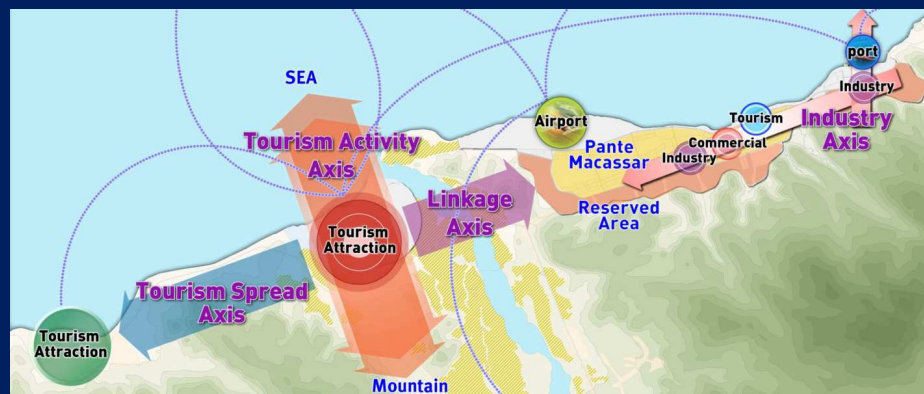 SEA
Tourism Activity
Axis
port
Industry
Airport
Tourism
Industry
Axis
Commercial
Industry
Pante
Macassar
Reserved
Area
Linkage
Axis
Tourism
Attraction
Tourism Spread
Axis
Tourism
Attraction
Mountain